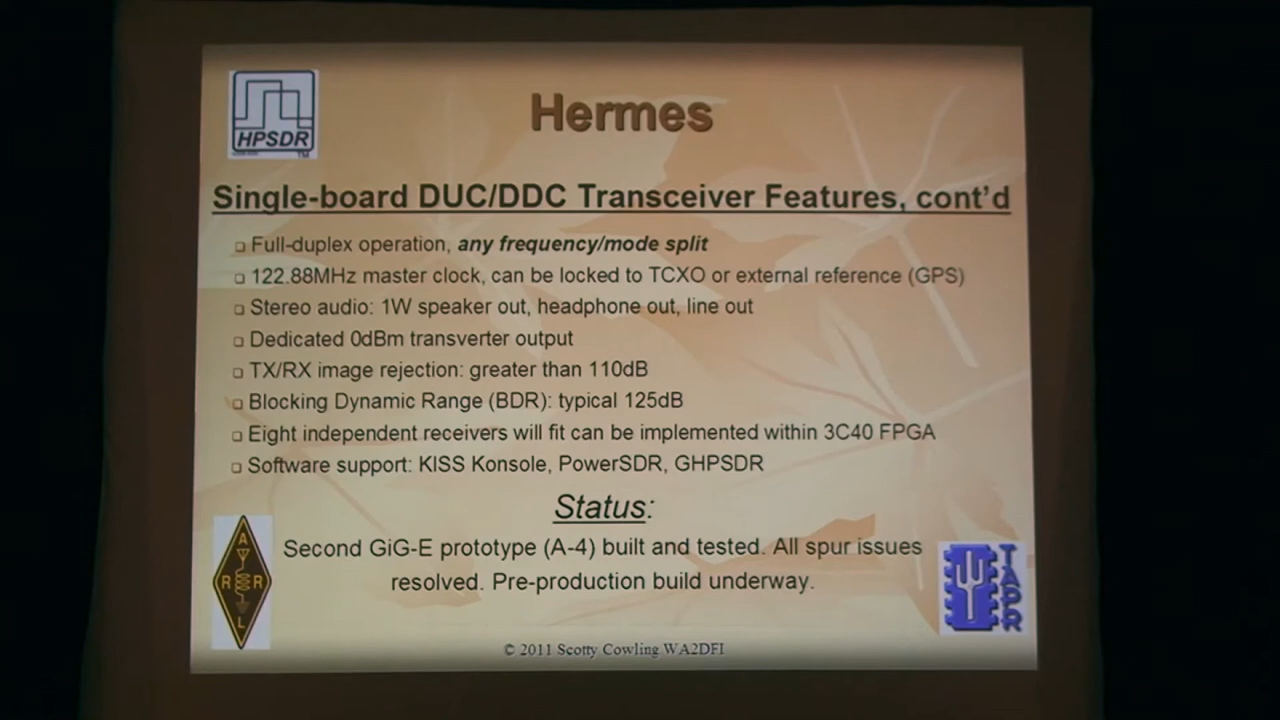 HPSDR
TM
Hermes
Single-board DUC/DDC Transceiver Features, cont'd
Full-duplex operation, any frequency/mode split
122.88MHz master clock, can be locked to TCXO or external reference (GPS)
Stereo audio: 1W speaker out, headphone out, line out
Dedicated 0dBm transverter output
TX/RX image rejection: greater than 110dB
Blocking Dynamic Range (BDR): typical 125dB
Eight independent receivers will fit can be implemented within 3C40 FPGA
Software support: KISS Konsole, PowerSDR, GHPSDR
Status:
Second GiG-E prototype (A-4) built and tested. All spur issues
resolved. Pre-production build underway.
A
R R
L
TAPR
© 2011 Scotty Cowling WA2DFI